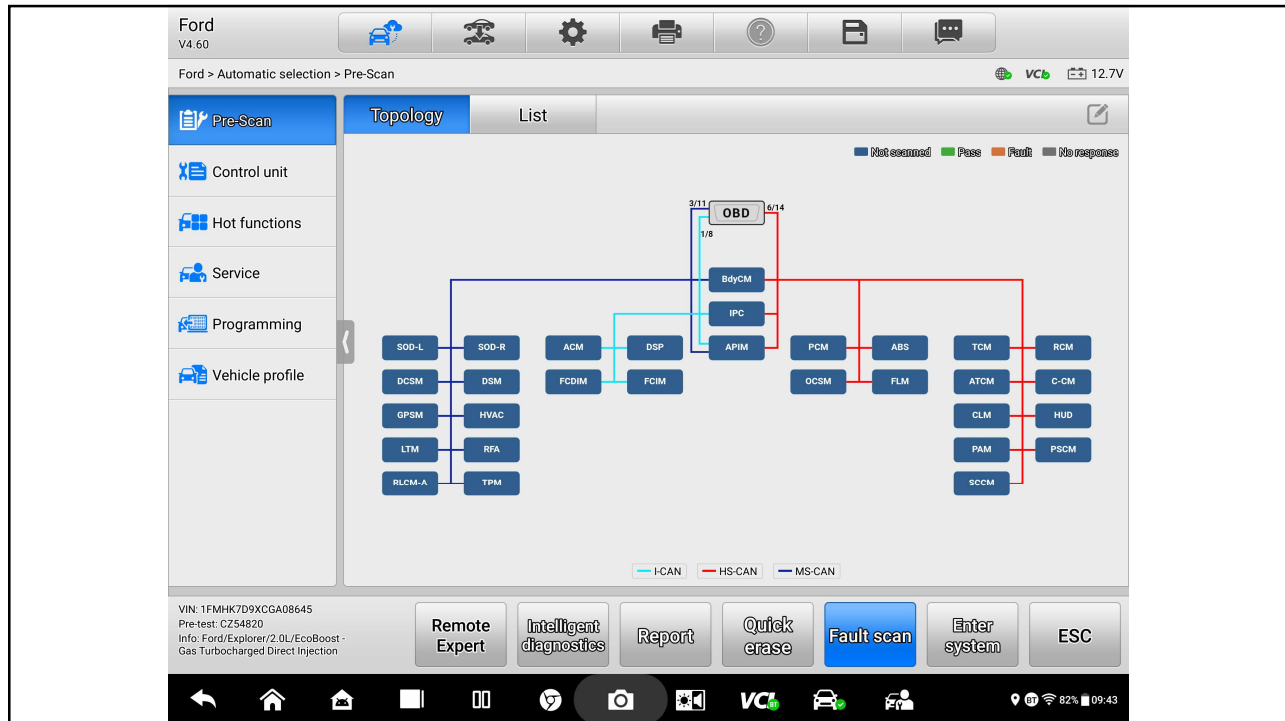 Ford
V4.60
Ford > Automatic selection > Pre-Scan
VCI
12.7V
Pre-Scan
Control unit
Hot functions
Service
Programming
Vehicle profile
Topology
List
Not scanned
Pass
Fault
No response
3/11
OBD
6/14
1/8
BdyCM
IPC
SOD-L
SOD-R
ACM
DSP
APIM
PCM
ABS
TCM
RCM
DCSM
DSM
FCDIM
FCIM
OCSM
FLM
ATCM
C-CM
GPSM
HVAC
CLM
HUD
LTM
RFA
PAM
PSCM
RLCM-A
TPM
SCCM
I-CAN
HS-CAN
MS-CAN
VIN: 1FMHK7D9XCGA08645
Pre-test: CZ54820
Info: Ford/Explorer/2.0L/EcoBoost -
Gas Turbocharged Direct Injection
Remote
Expert
Intelligent
diagnostics
Report
Quick
erase
Fault scan
Enter
system
ESC
VCI
BT
BT
82%
09:43